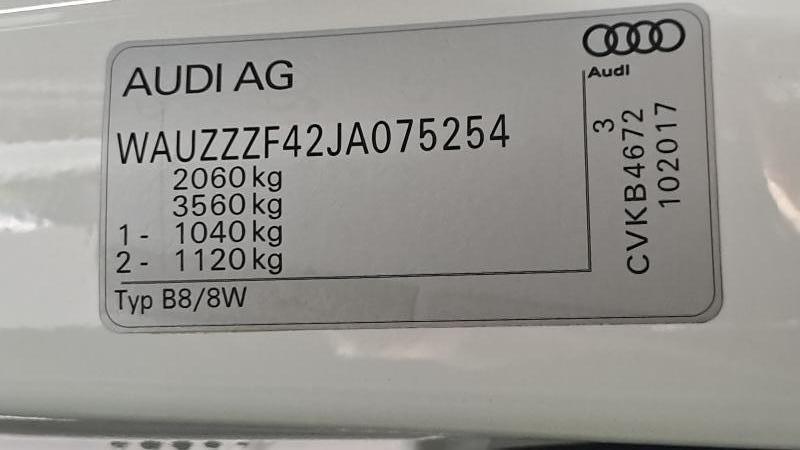 AUDI AG
Audi
WAUZZZF42JA075254
2060 kg
3560 kg
1 - 1040 kg
2 - 1120 kg
Typ B8/8W
3
CVKB4672
102017